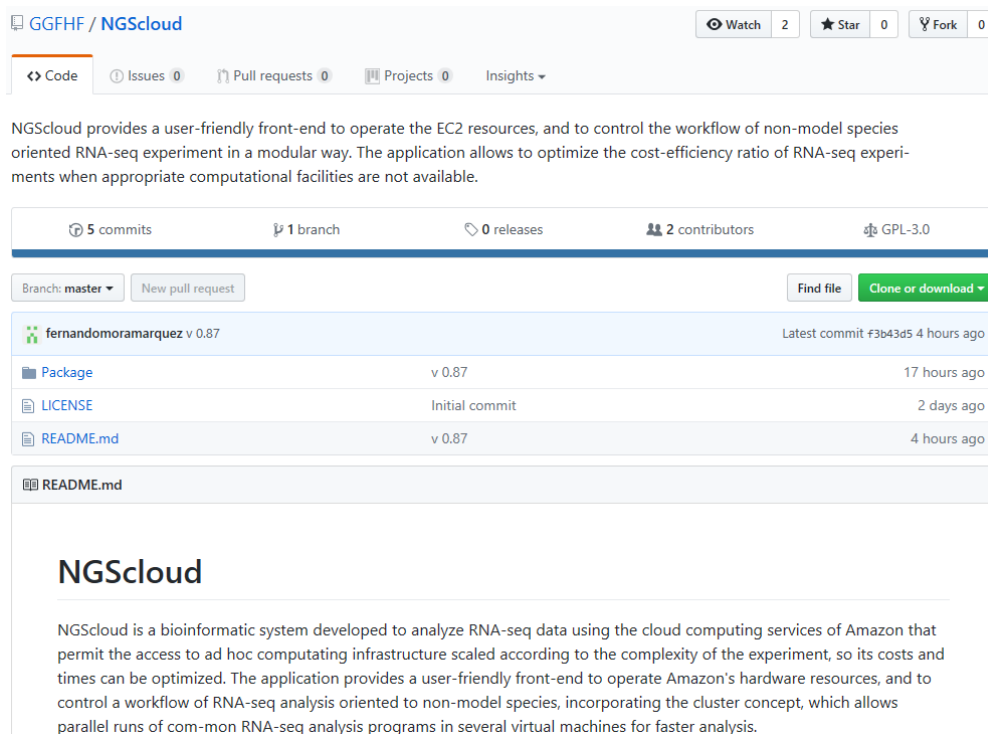 GGFHF / NGScloud
Watch 2 Star 0 Fork 0
Code Issues 0 Pull requests 0 Projects 0 Insights
NGScloud provides a user-friendly front-end to operate the EC2 resources, and to control the workflow of non-model species
oriented RNA-seq experiment in a modular way. The application allows to optimize the cost-efficiency ratio of RNA-seq experi-
ments when appropriate computational facilities are not available.
5 commits 1 branch 0 releases 2 contributors GPL-3.0
Branch: master New pull request Find file Clone or download
fernandomoramarquez v 0.87 Latest commit f3b43d5 4 hours ago
Package v 0.87 17 hours ago
LICENSE Initial commit 2 days ago
README.md v 0.87 4 hours ago
README.md
NGScloud
NGScloud is a bioinformatic system developed to analyze RNA-seq data using the cloud computing services of Amazon that
permit the access to ad hoc computating infrastructure scaled according to the complexity of the experiment, so its costs and
times can be optimized. The application provides a user-friendly front-end to operate Amazon's hardware resources, and to
control a workflow of RNA-seq analysis oriented to non-model species, incorporating the cluster concept, which allows
parallel runs of com-mon RNA-seq analysis programs in several virtual machines for faster analysis.